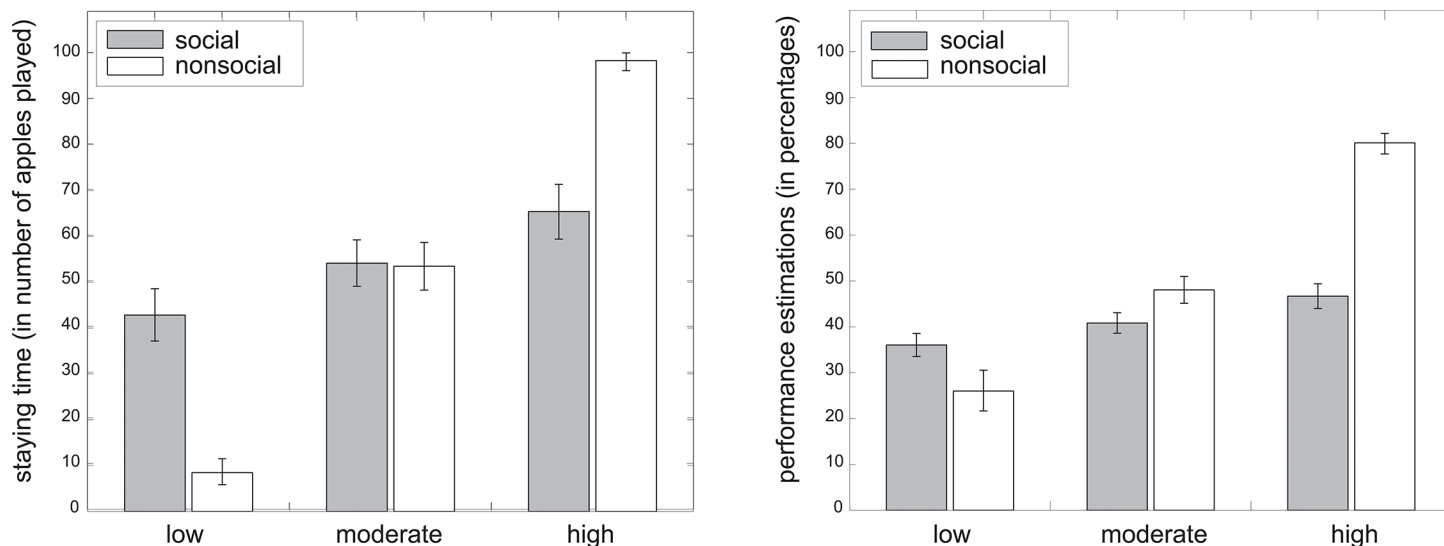 staying time (in number of apples played)
social
nonsocial
100
90
80
70
60
50
40
30
20
10
0
low moderate high
performance estimations (in percentages)
social
nonsocial
100
90
80
70
60
50
40
30
20
10
0
low moderate high